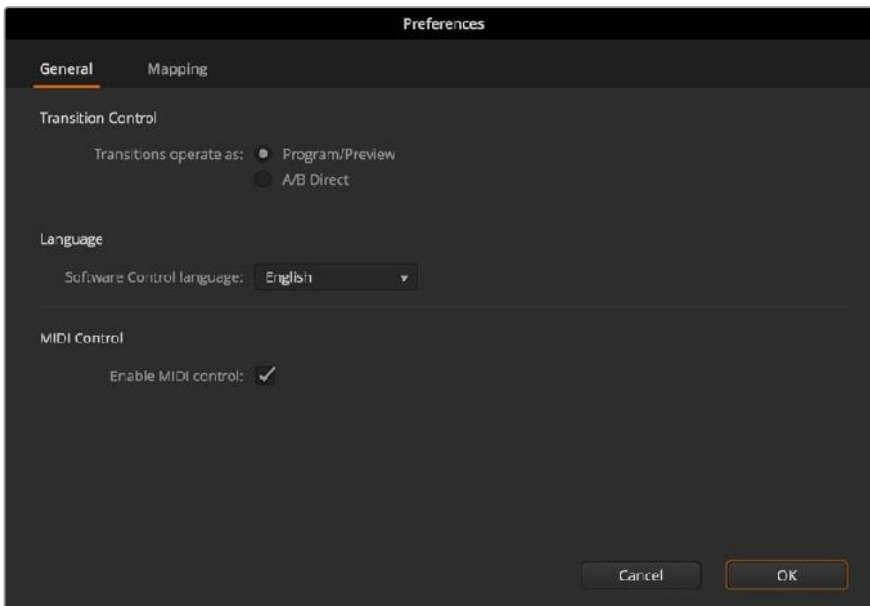 Preferences
General Mapping
Transition Control
Transitions operate as: Program/Preview
A/B Direct
Language
Software Control language: English
MIDI Control
Enable MIDI control:
Cancel OK